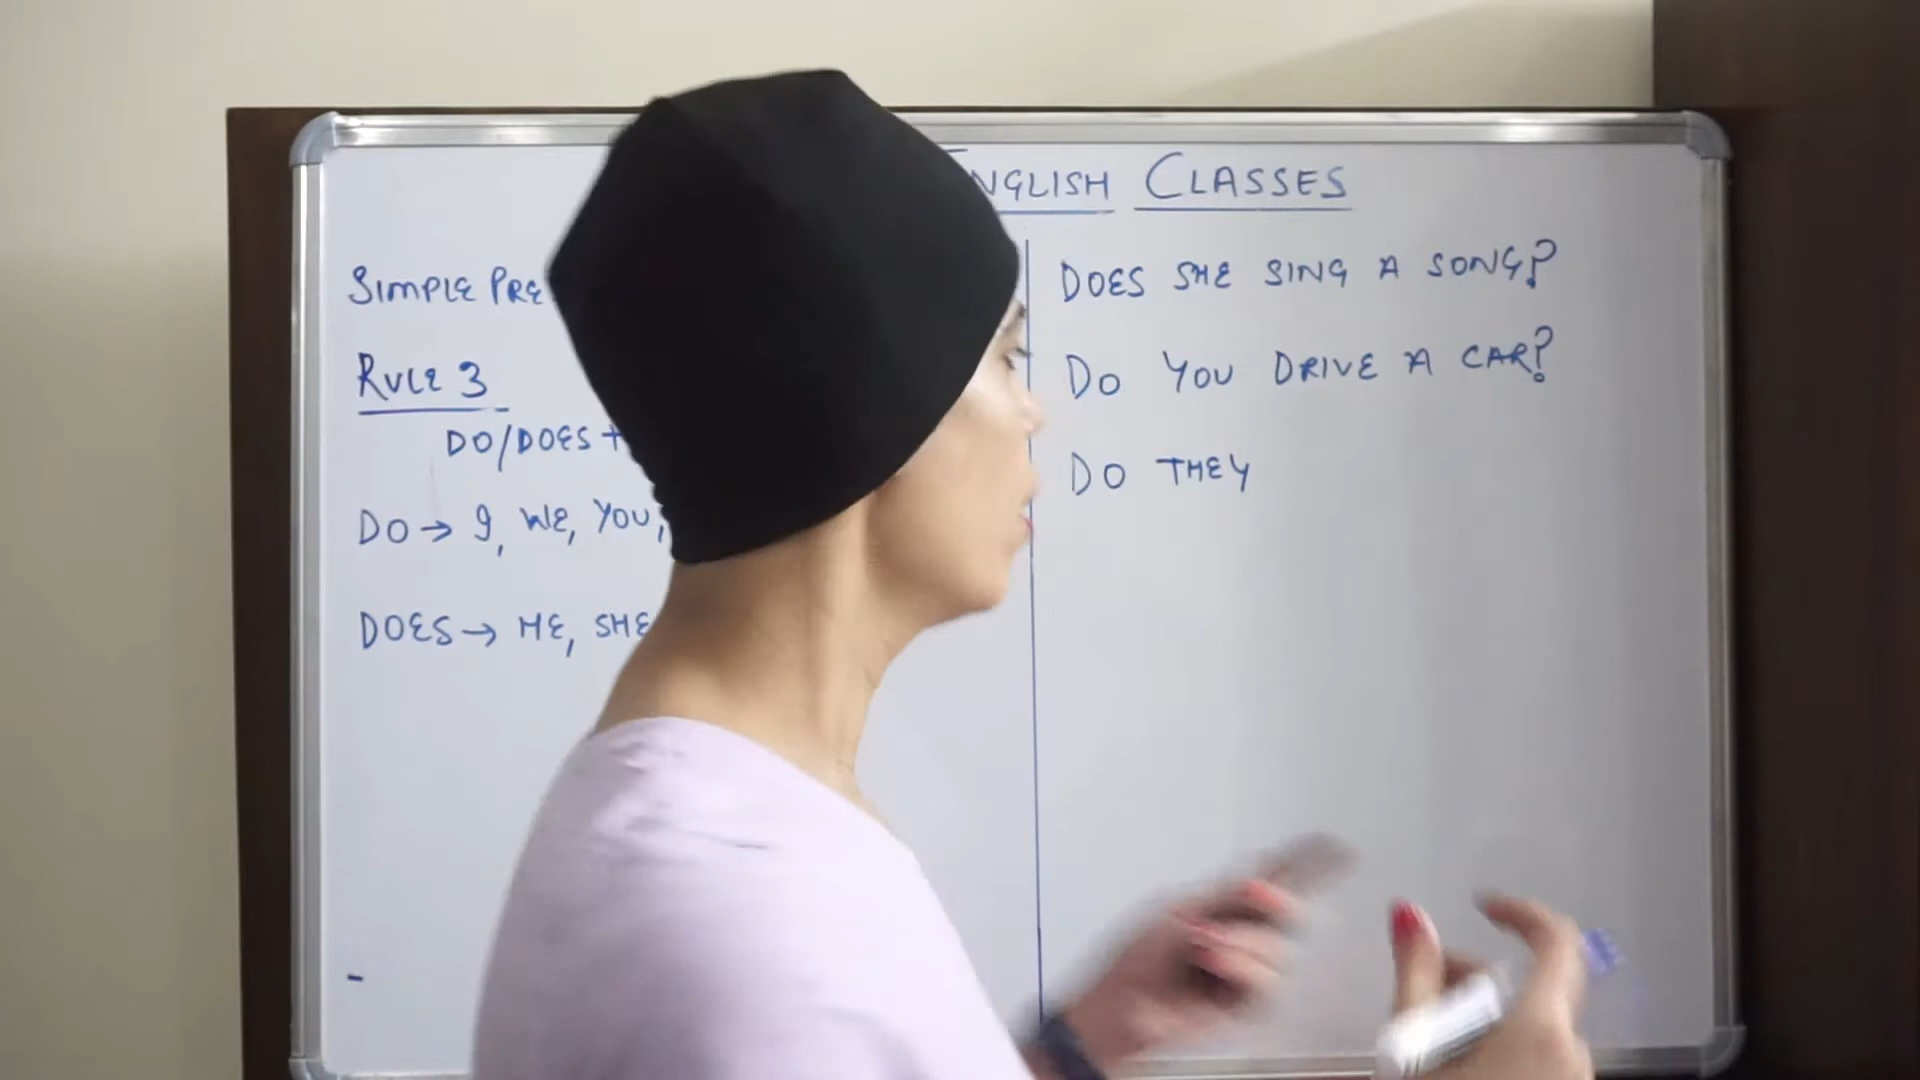 ENGLISH CLASSES
SIMPLE PRE
RULE 3
DO/DOES +
DO → I, WE, YOU,
DOES → HE, SHE
DOES SHE SING A SONG?
DO YOU DRIVE A CAR?
DO THEY